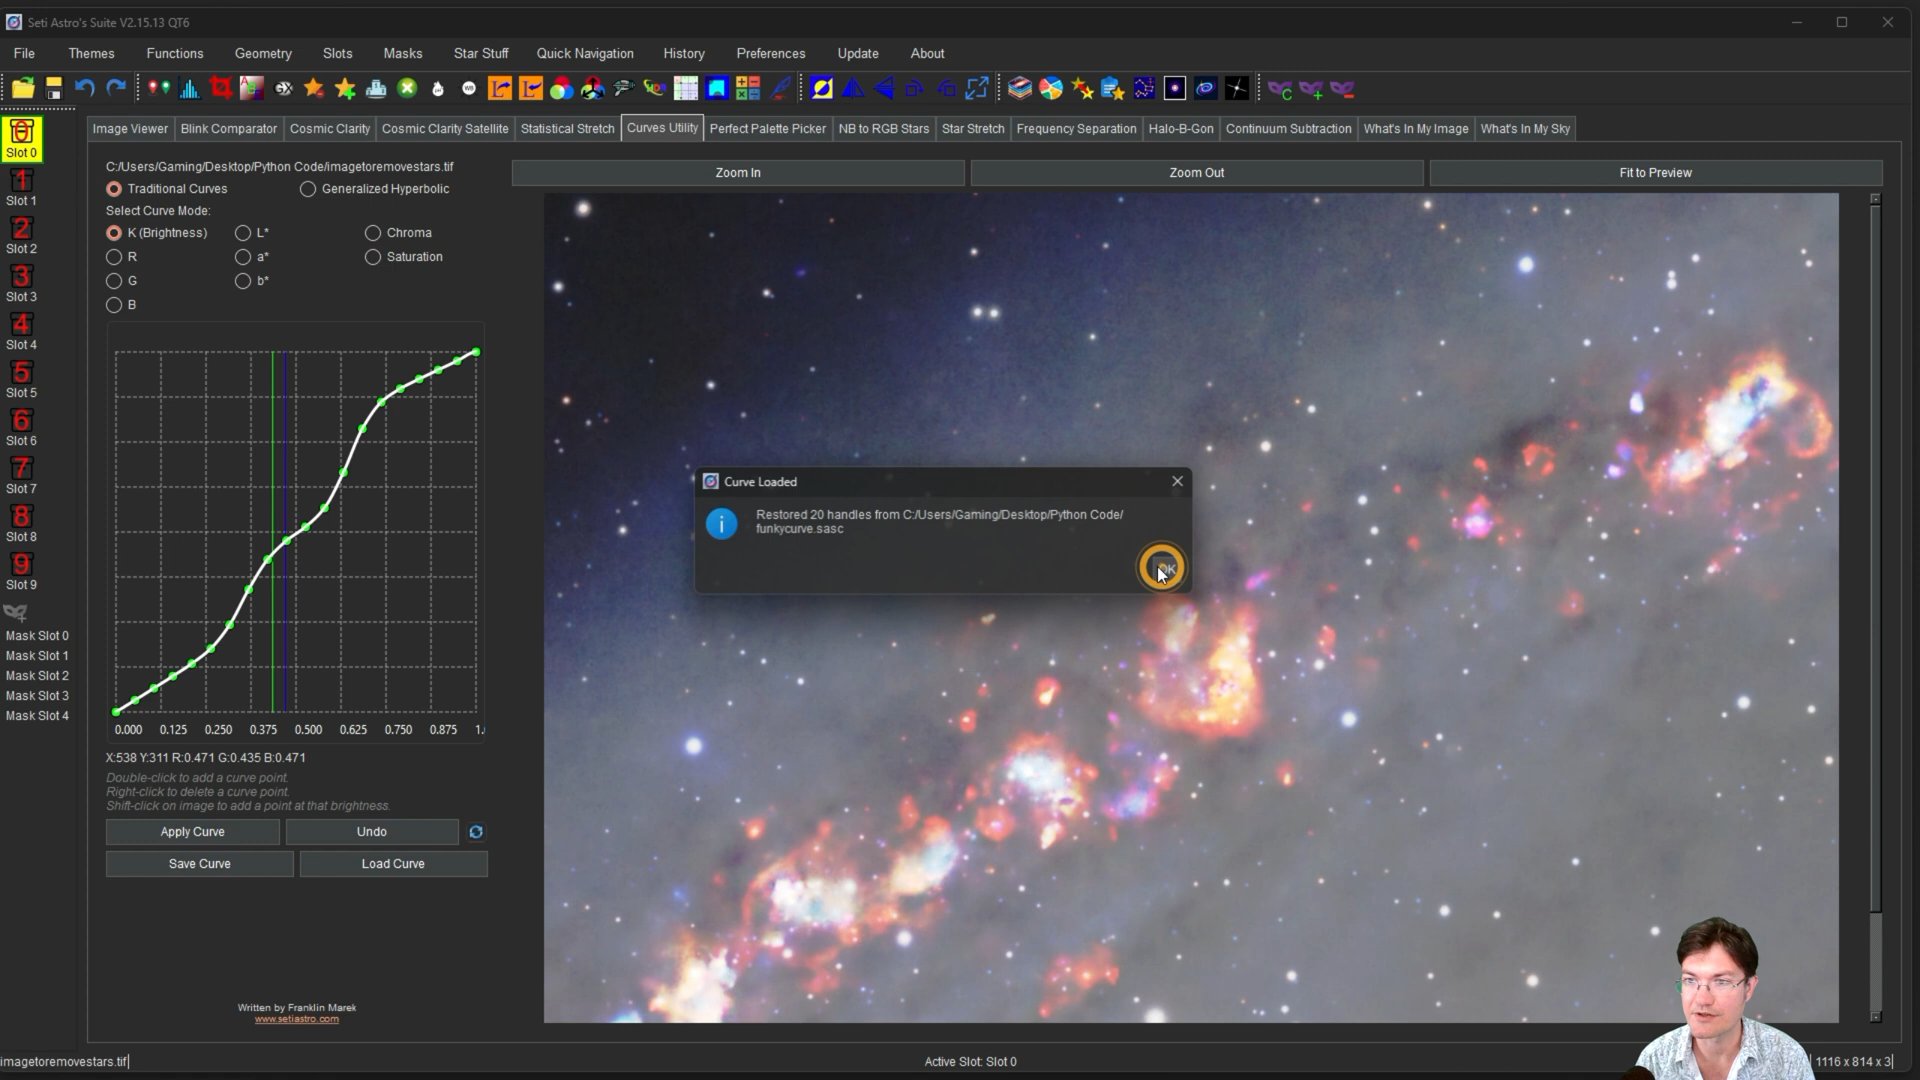 Seti Astro's Suite V2.15.13 QT6
File Themes Functions Geometry Slots Masks Star Stuff Quick Navigation History Preferences Update About
Slot 0
Slot 1
Slot 2
Slot 3
Slot 4
Slot 5
Slot 6
Slot 7
Slot 8
Slot 9
Mask Slot 0
Mask Slot 1
Mask Slot 2
Mask Slot 3
Mask Slot 4
Image Viewer Blink Comparator Cosmic Clarity Cosmic Clarity Satellite Statistical Stretch Curves Utility Perfect Palette Picker NB to RGB Stars Star Stretch Frequency Separation Halo-B-Gon Continuum Subtraction What's In My Image What's In My Sky
C:/Users/Gaming/Desktop/Python Code/imagetoremovestars.tif
Traditional Curves Generalized Hyperbolic
Select Curve Mode:
K (Brightness) L* Chroma
R a* Saturation
G b*
B
0.000 0.125 0.250 0.375 0.500 0.625 0.750 0.875 1.
X:538 Y:311 R:0.471 G:0.435 B:0.471
Double-click to add a curve point.
Right-click to delete a curve point.
Shift-click on image to add a point at that brightness.
Apply Curve Undo
Save Curve Load Curve
Written by Franklin Marek
www.setiastro.com
Zoom In Zoom Out Fit to Preview
Curve Loaded
Restored 20 handles from C:/Users/Gaming/Desktop/Python Code/
funkycurve.sasc
OK
imagetoremovestars.tif Active Slot: Slot 0 1116 x 814 x 3